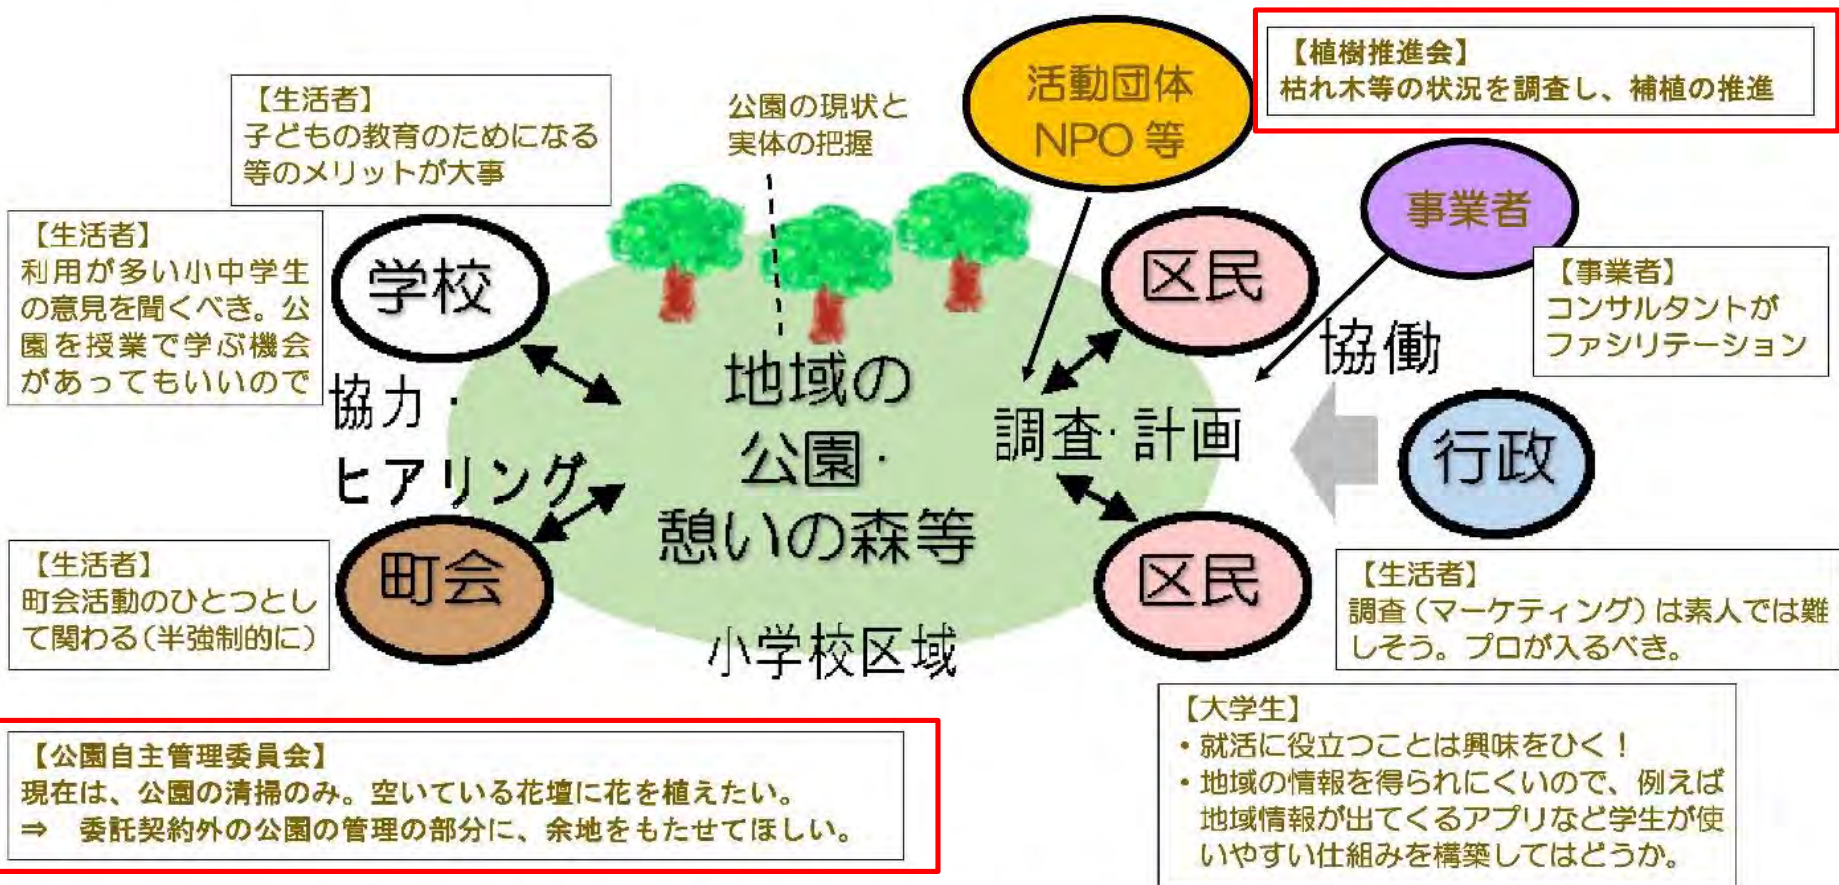 【植樹推進会】
枯れ木等の状況を調査し、補植の推進
活動団体
NPO 等
【生活者】
子どもの教育のためになる
等のメリットが大事
公園の現状と
実体の把握
事業者
【生活者】
利用が多い小中学生
の意見を聞くべき。公
園を授業で学ぶ機会
があってもいいので
学校
区民
【事業者】
コンサルタントが
ファシリテーション
協働
協力・
ヒアリング
地域の
公園・
憩いの森等
調査・計画
行政
【生活者】
町会活動のひとつとし
て関わる（半強制的に）
町会
区民
小学校区域
【生活者】
調査（マーケティング）は素人では難
しそう。プロが入るべき。
【公園自主管理委員会】
現在は、公園の清掃のみ。空いている花壇に花を植えたい。
⇒　委託契約外の公園の管理の部分に、余地をもたせてほしい。
【大学生】
・就活に役立つことは興味をひく！
・地域の情報を得られにくいので、例えば
地域情報が出てくるアプリなど学生が使
いやすい仕組みを構築してはどうか。